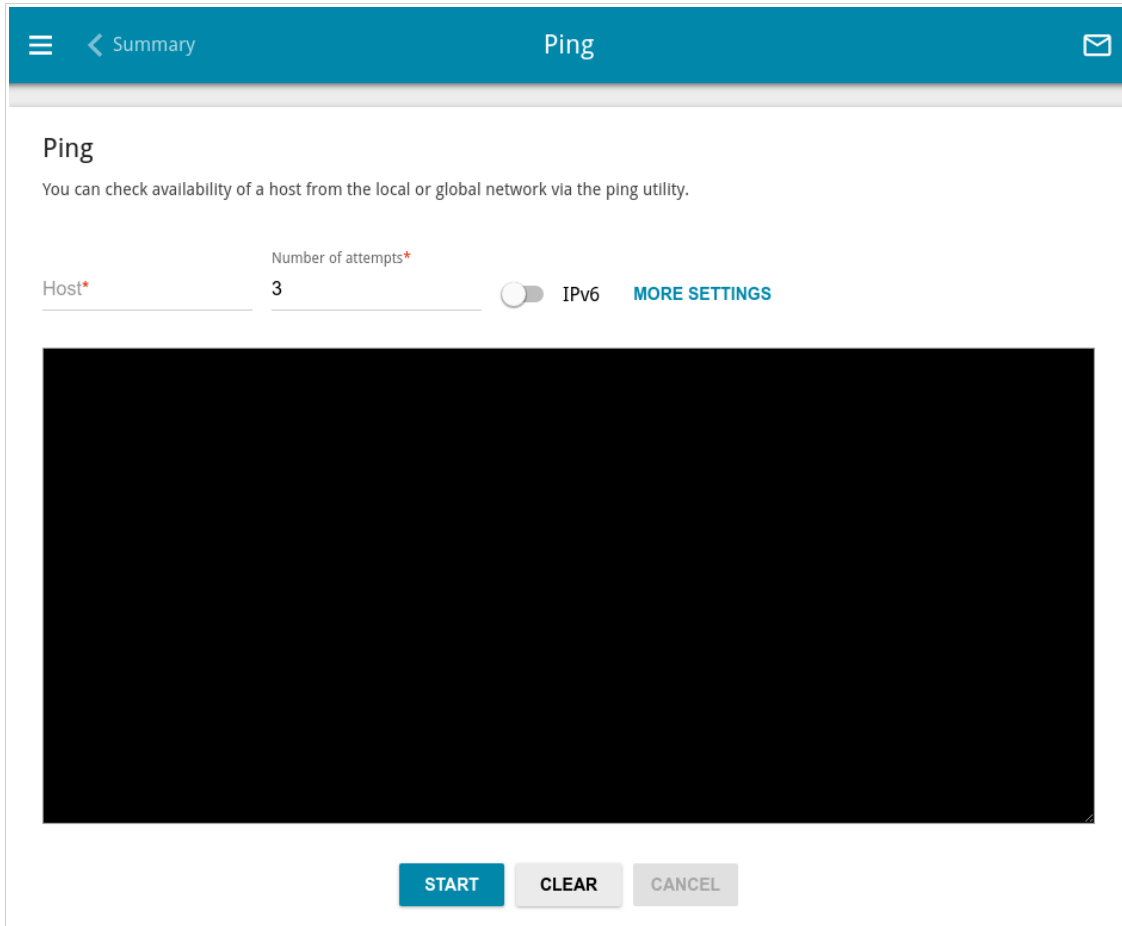 Summary
Ping
Ping
You can check availability of a host from the local or global network via the ping utility.
Number of attempts*
Host*
3
IPv6
MORE SETTINGS
START
CLEAR
CANCEL